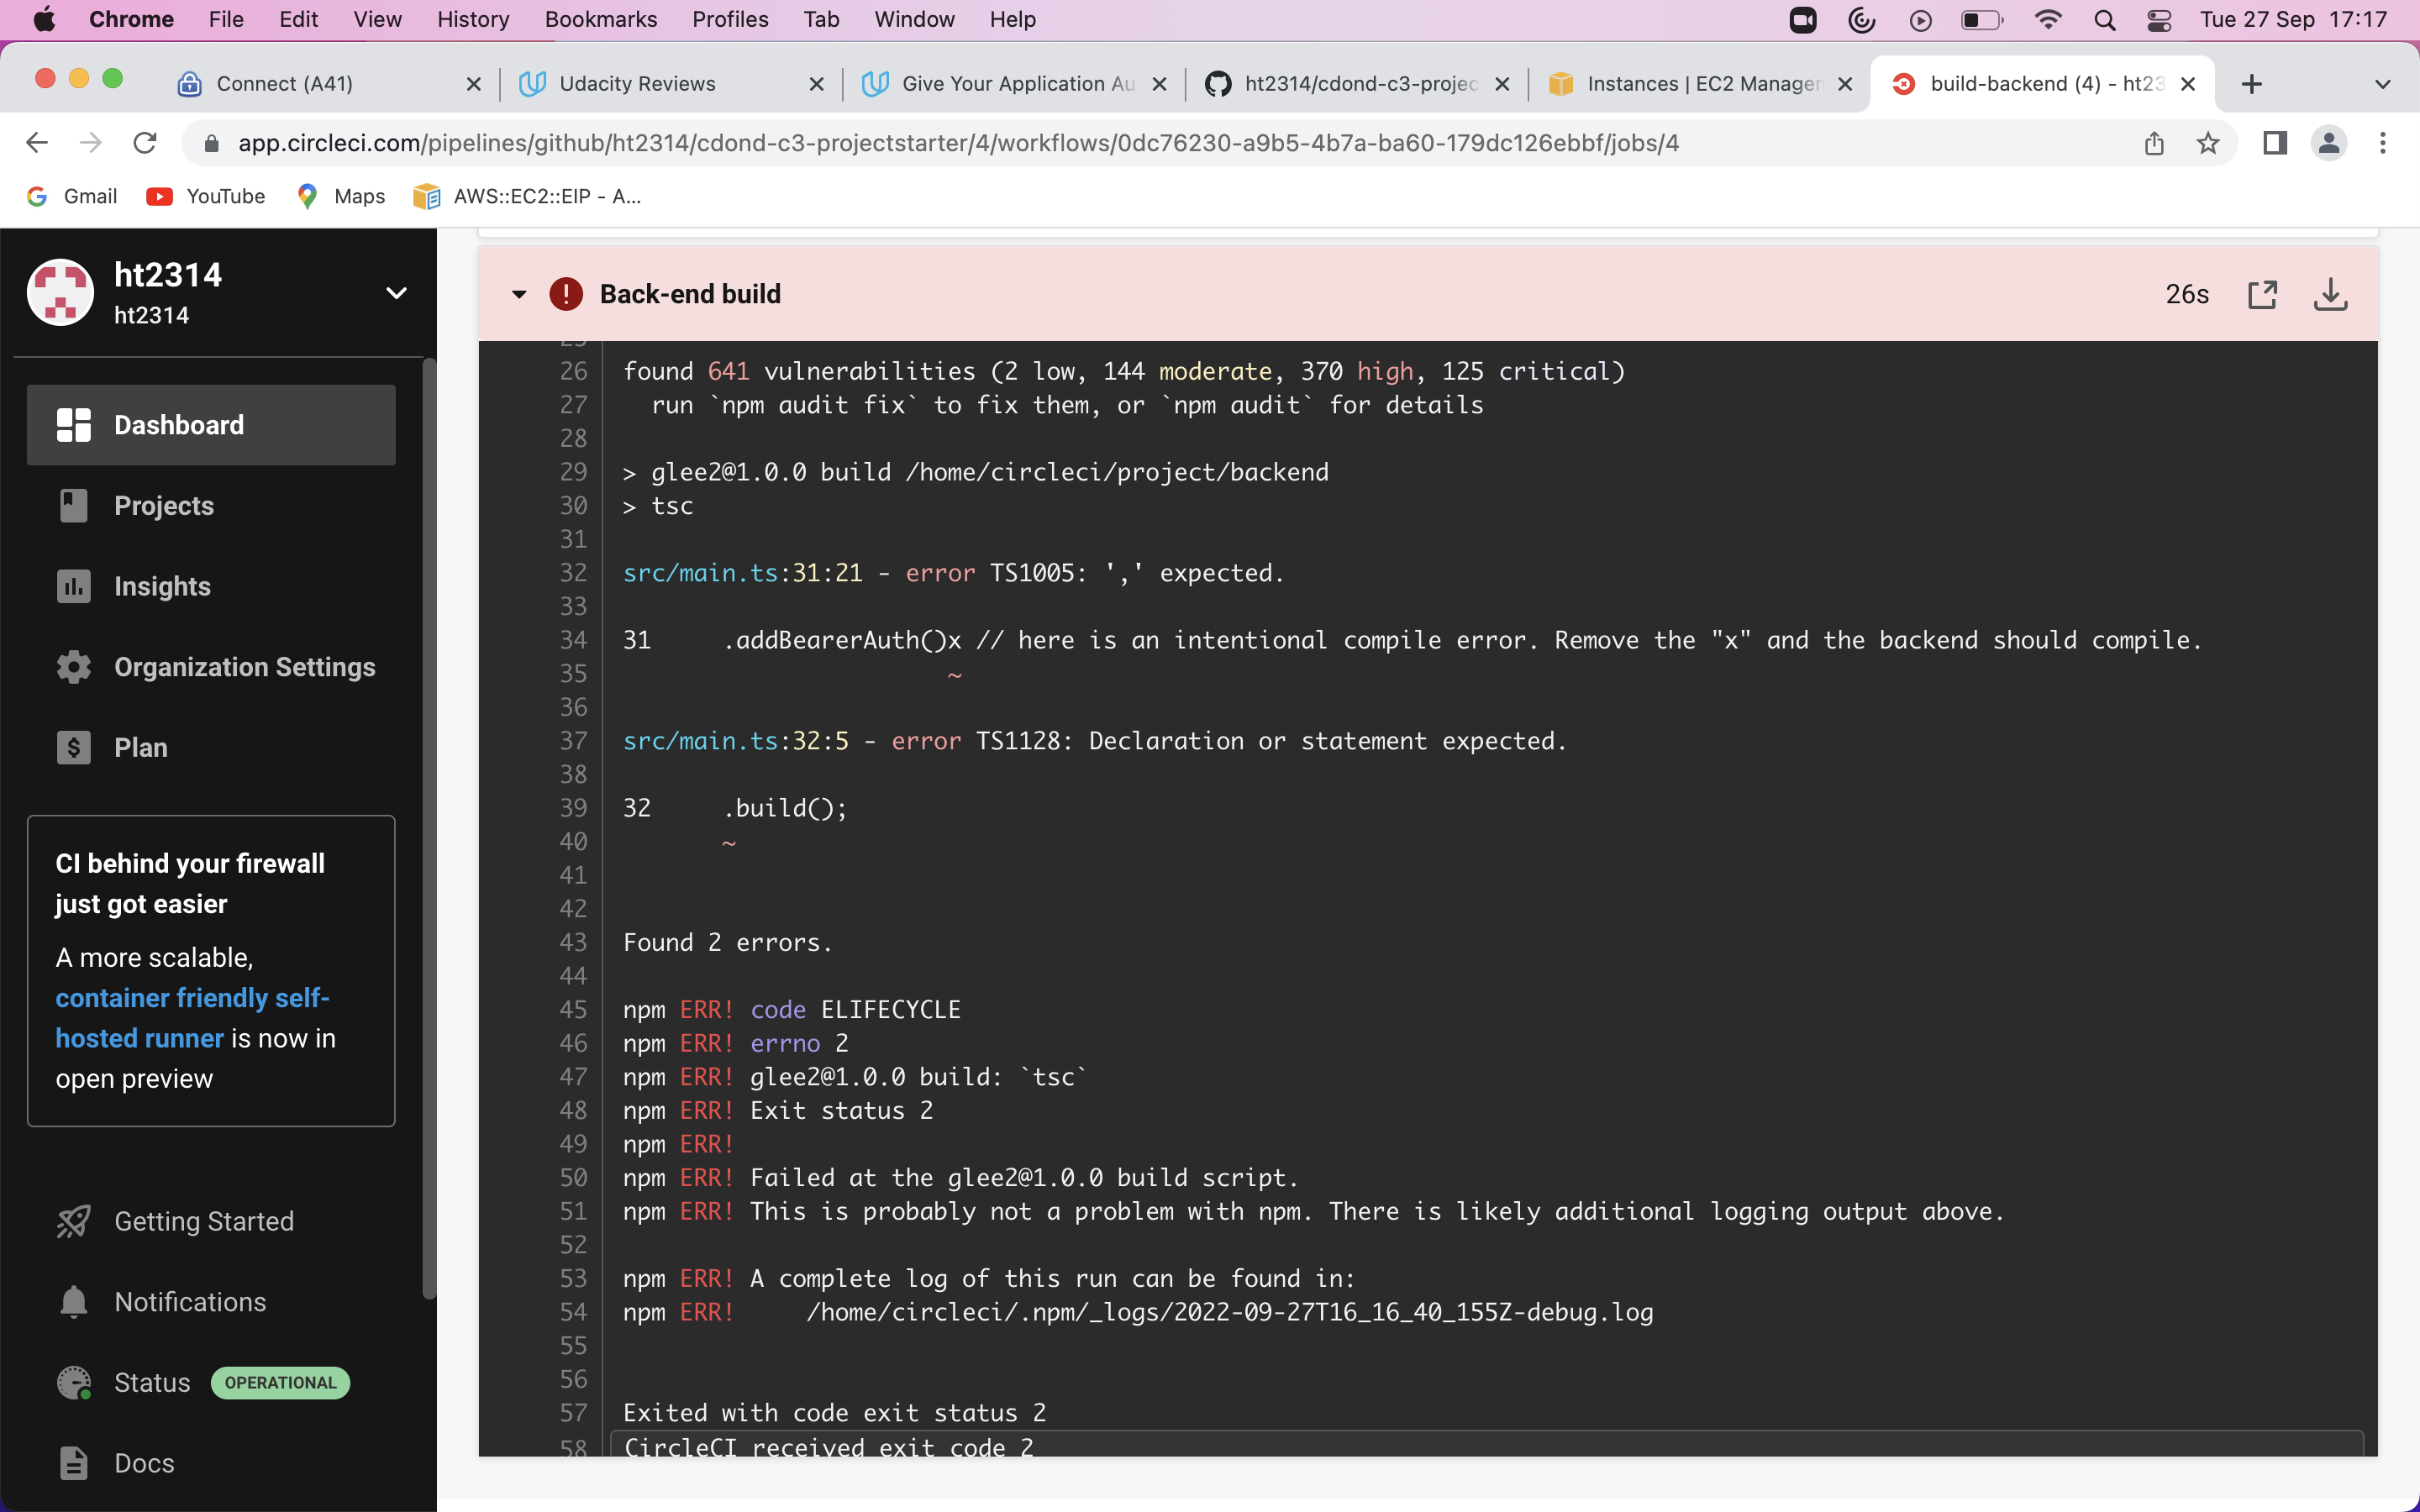 Chrome File Edit View History Bookmarks Profiles Tab Window Help Tue 27 Sep 17:17
Connect (A41) Udacity Reviews Give Your Application Au ht2314/cdond-c3-projec Instances | EC2 Manager build-backend (4) - ht23
app.circleci.com/pipelines/github/ht2314/cdond-c3-projectstarter/4/workflows/0dc76230-a9b5-4b7a-ba60-179dc126ebbf/jobs/4
Gmail YouTube Maps AWS::EC2::EIP - A...
ht2314
ht2314
Dashboard
Projects
Insights
Organization Settings
Plan
CI behind your firewall
just got easier
A more scalable,
container friendly self-
hosted runner is now in
open preview
Getting Started
Notifications
Status OPERATIONAL
Docs
Back-end build 26s
25
26 found 641 vulnerabilities (2 low, 144 moderate, 370 high, 125 critical)
27 run `npm audit fix` to fix them, or `npm audit` for details
28
29 > glee2@1.0.0 build /home/circleci/project/backend
30 > tsc
31
32 src/main.ts:31:21 - error TS1005: ',' expected.
33
34 31 .addBearerAuth()x // here is an intentional compile error. Remove the "x" and the backend should compile.
35 ~
36
37 src/main.ts:32:5 - error TS1128: Declaration or statement expected.
38
39 32 .build();
40 ~
41
42
43 Found 2 errors.
44
45 npm ERR! code ELIFECYCLE
46 npm ERR! errno 2
47 npm ERR! glee2@1.0.0 build: `tsc`
48 npm ERR! Exit status 2
49 npm ERR!
50 npm ERR! Failed at the glee2@1.0.0 build script.
51 npm ERR! This is probably not a problem with npm. There is likely additional logging output above.
52
53 npm ERR! A complete log of this run can be found in:
54 npm ERR! /home/circleci/.npm/_logs/2022-09-27T16_16_40_155Z-debug.log
55
56
57 Exited with code exit status 2
58 CircleCI received exit code 2